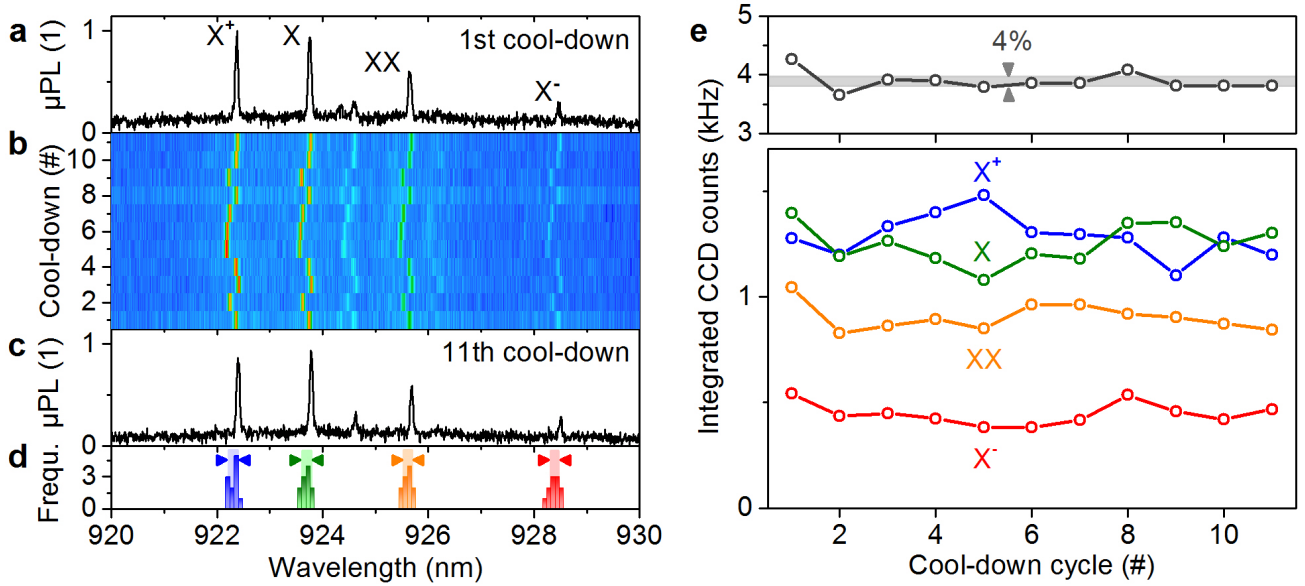 a
1
X⁺
X
XX
X⁻
1st cool-down
µPL (1)
0
b
10
8
6
4
2
Cool-down (#)
c
1
11th cool-down
µPL (1)
0
d
3
0
Frequ.
920 922 924 926 928 930
Wavelength (nm)
e
5
4
3
4%
1
0
Integrated CCD counts (kHz)
X⁺
X
XX
X⁻
2 4 6 8 10
Cool-down cycle (#)